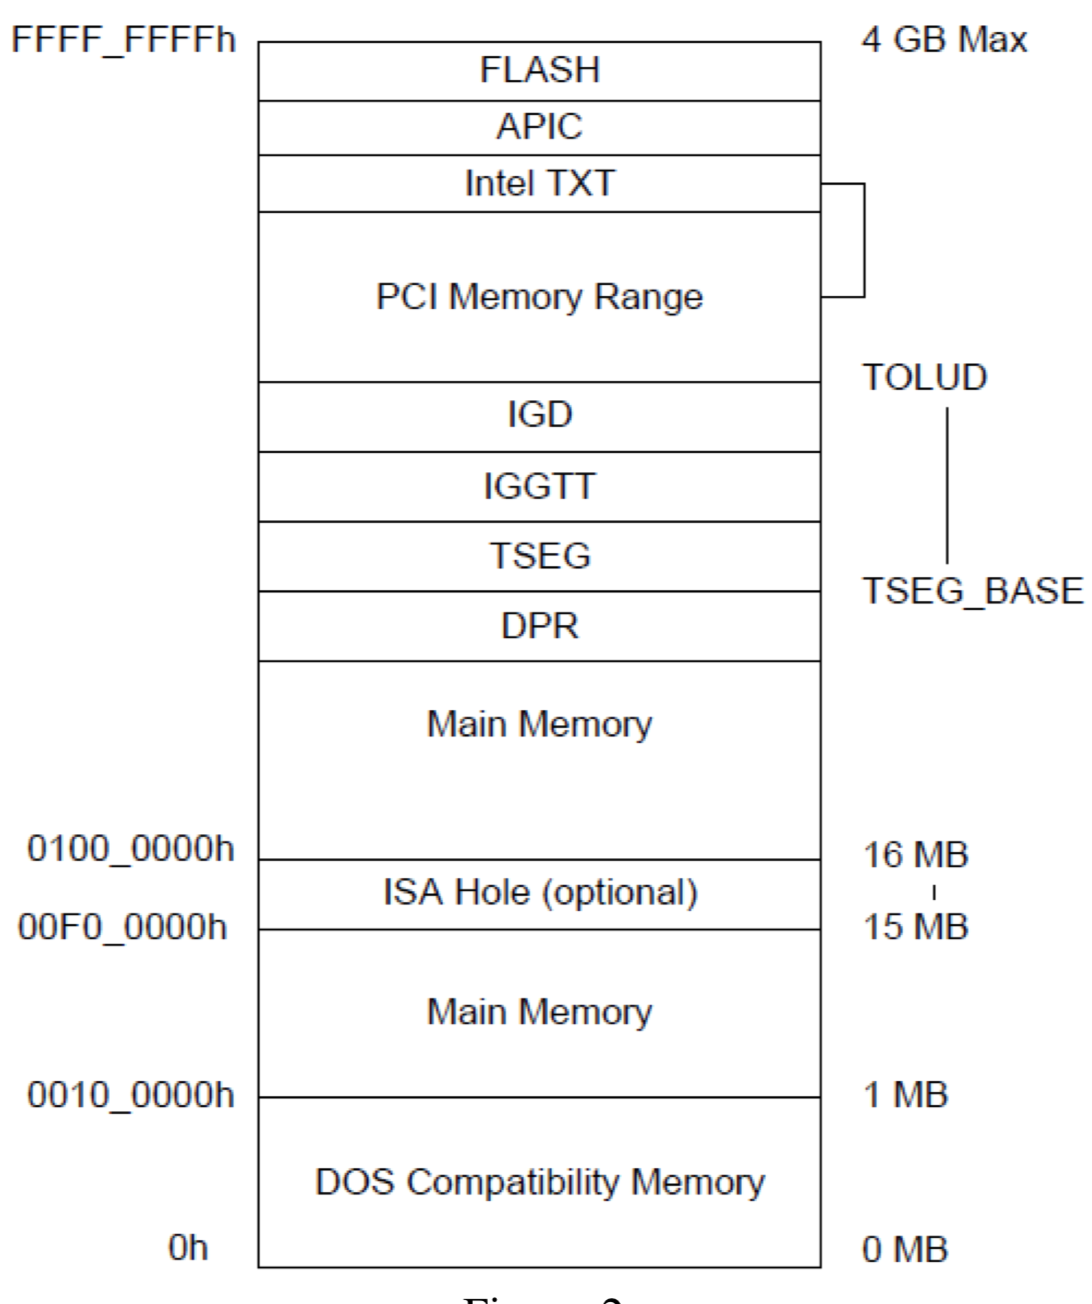 FFFF_FFFFh
4 GB Max
FLASH
APIC
Intel TXT
PCI Memory Range
TOLUD
IGD
IGGTT
TSEG
TSEG_BASE
DPR
Main Memory
0100_0000h
16 MB
ISA Hole (optional)
00F0_0000h
15 MB
Main Memory
0010_0000h
1 MB
DOS Compatibility Memory
0h
0 MB